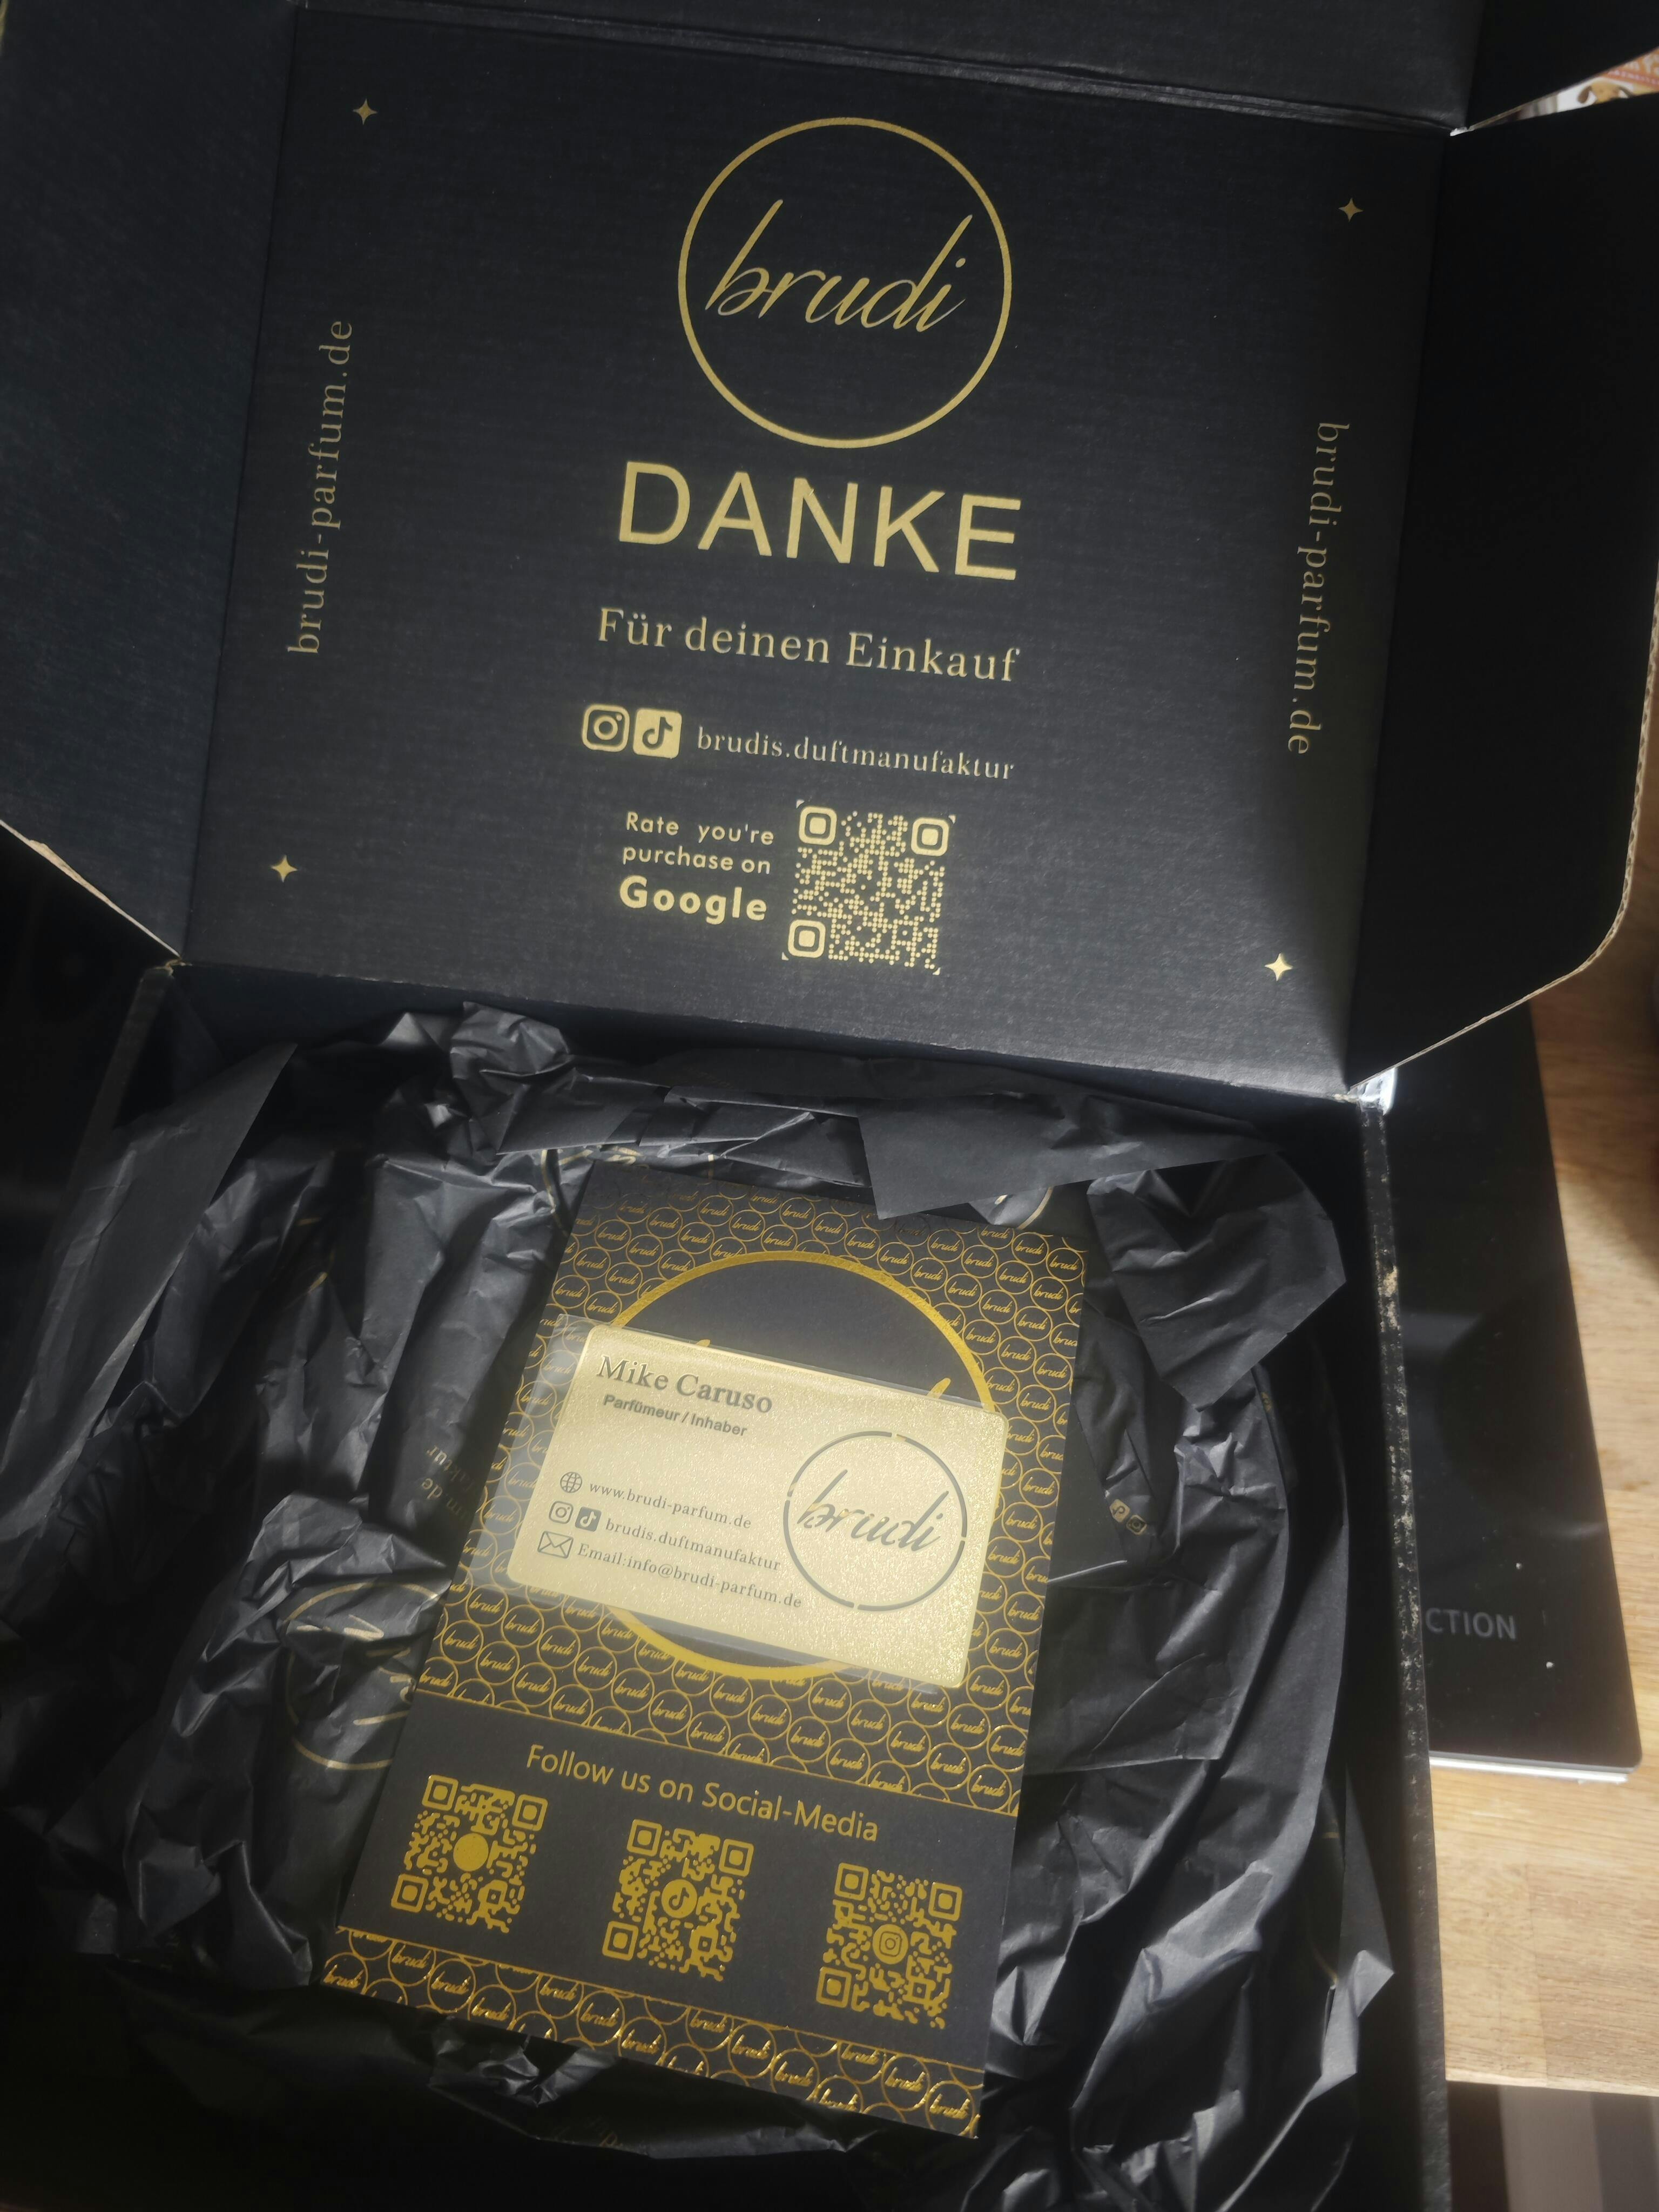 brudi
DANKE
Für deinen Einkauf
brudis.duftmanufaktur
Rate you're
purchase on
Google
brudi-parfum.de
brudi-parfum.de
Mike Caruso
Parfümeur / Inhaber
www.brudi-parfum.de
brudis.duftmanufaktur
Email:info@brudi-parfum.de
brudi
Follow us on Social-Media
CTION